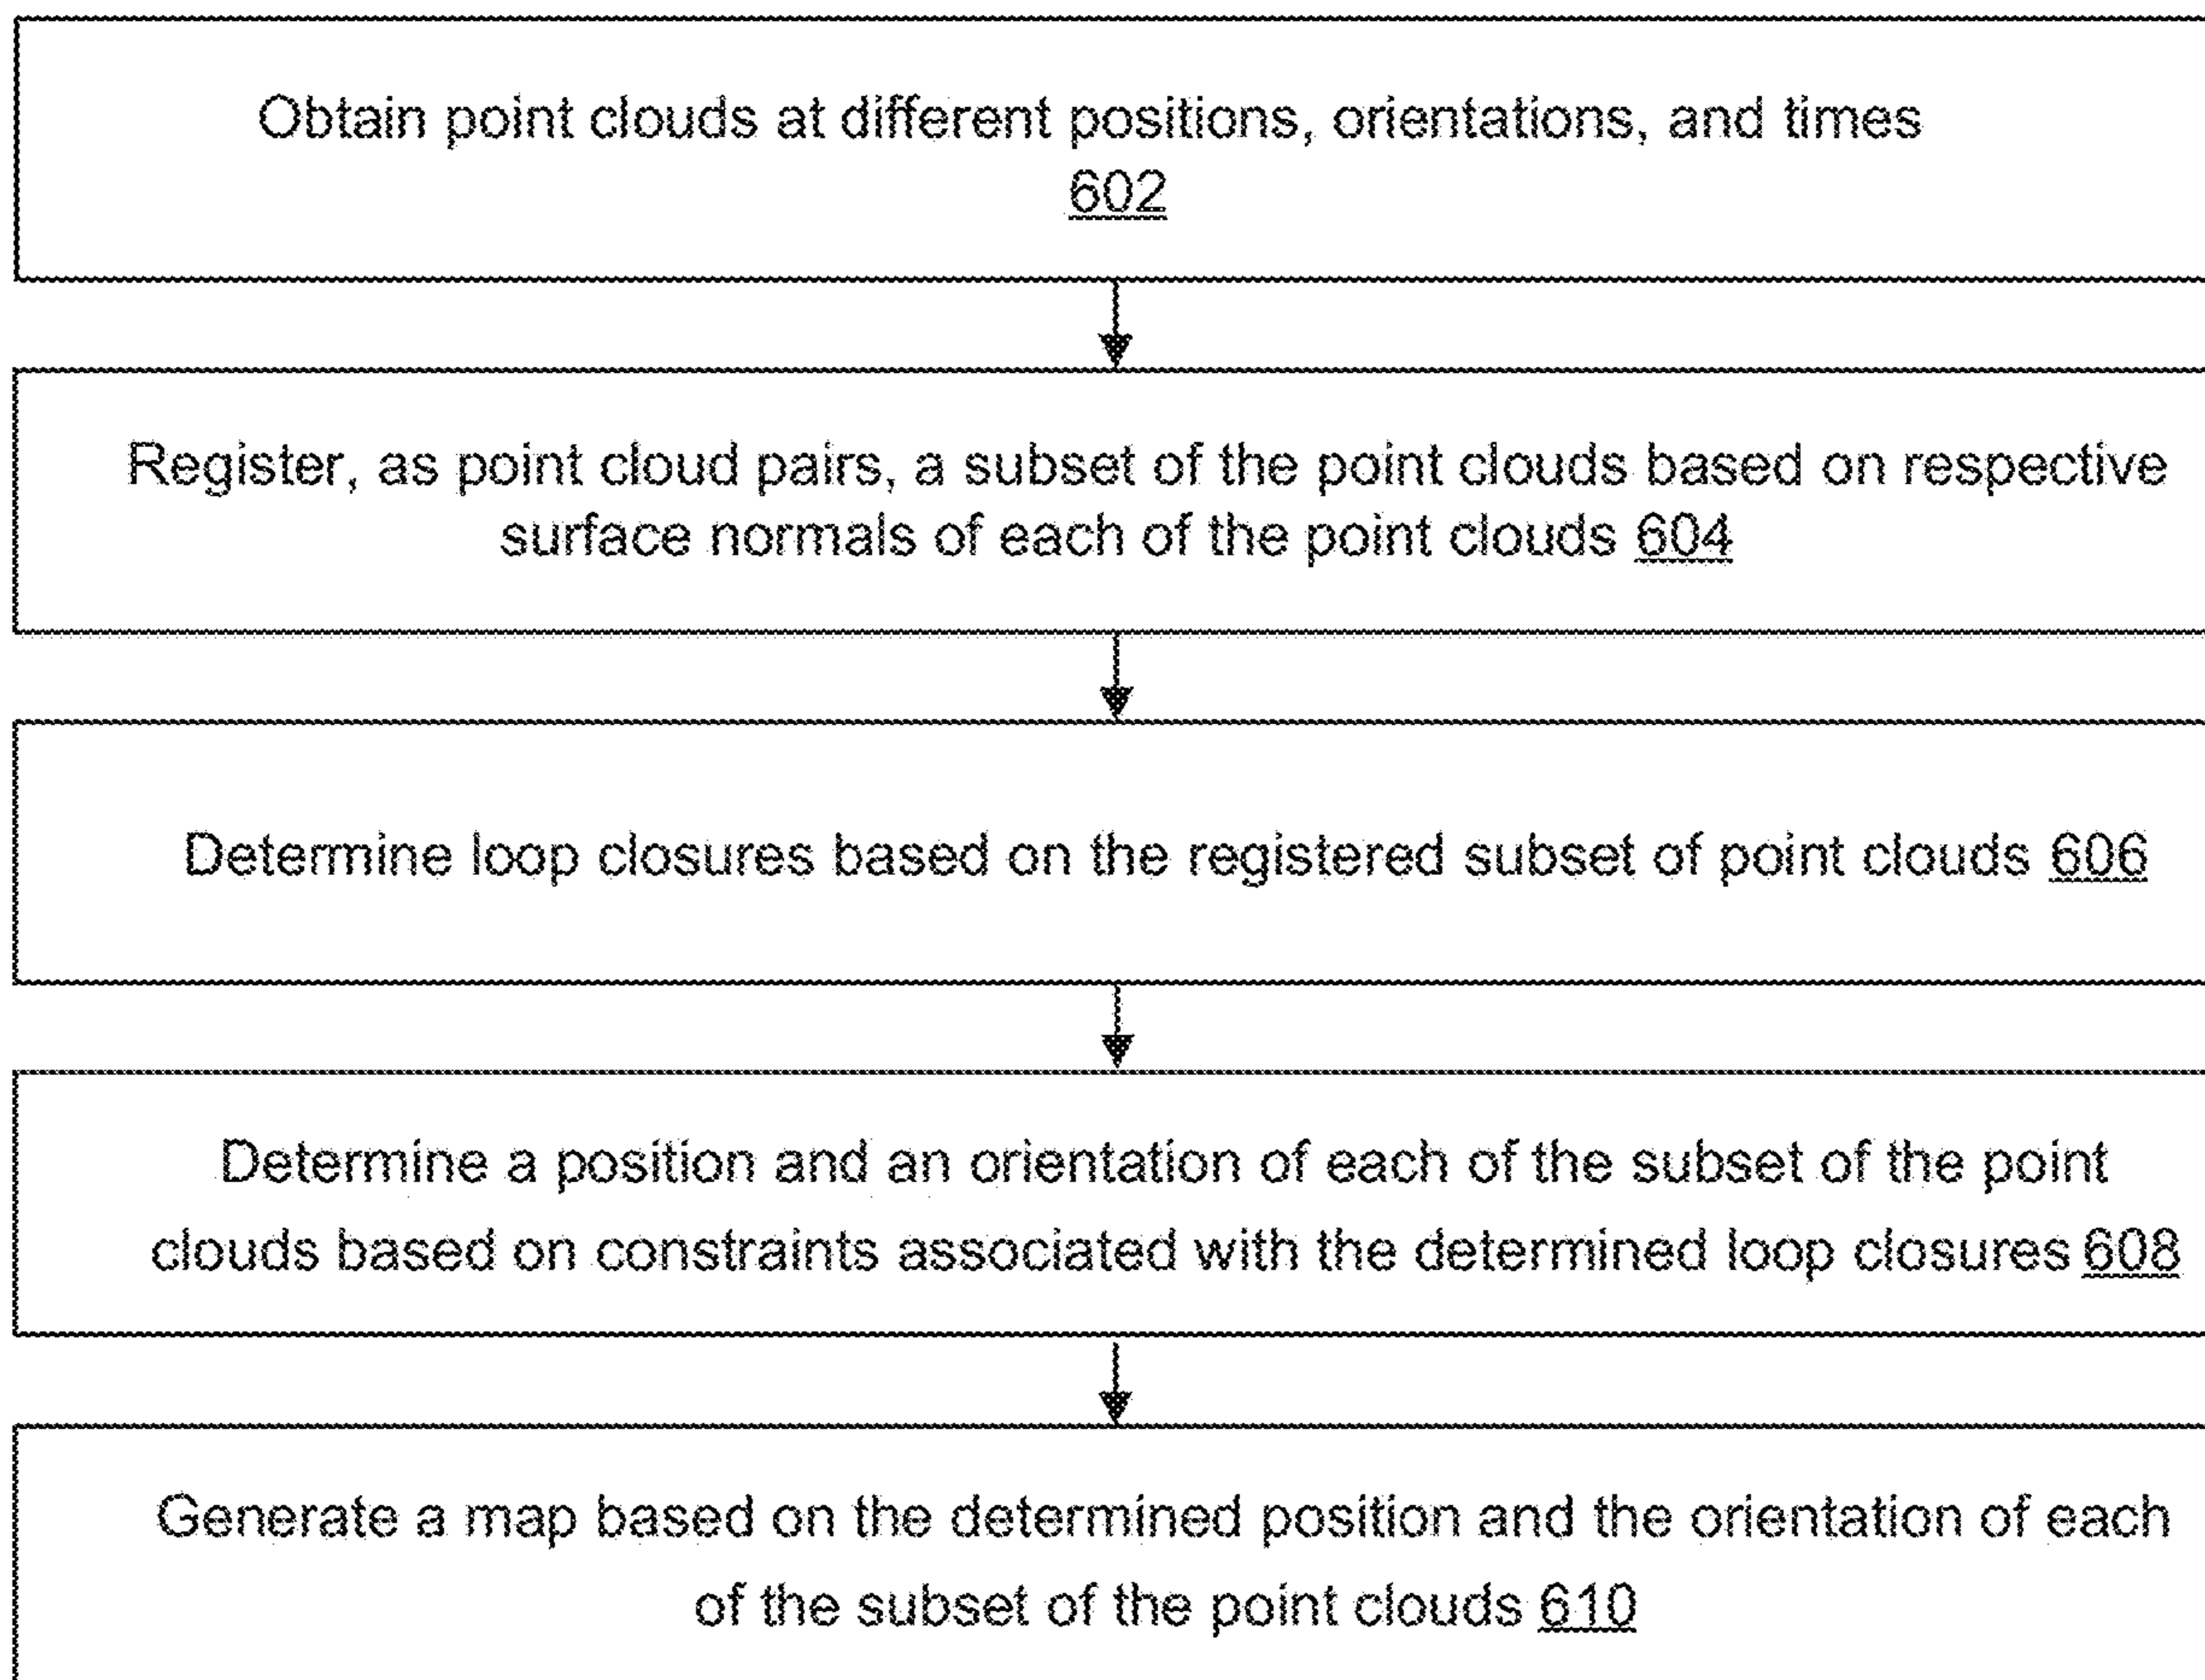 Obtain point clouds at different positions, orientations, and times
602
Register, as point cloud pairs, a subset of the point clouds based on respective
surface normals of each of the point clouds 604
Determine loop closures based on the registered subset of point clouds 606
Determine a position and an orientation of each of the subset of the point
clouds based on constraints associated with the determined loop closures 608
Generate a map based on the determined position and the orientation of each
of the subset of the point clouds 610